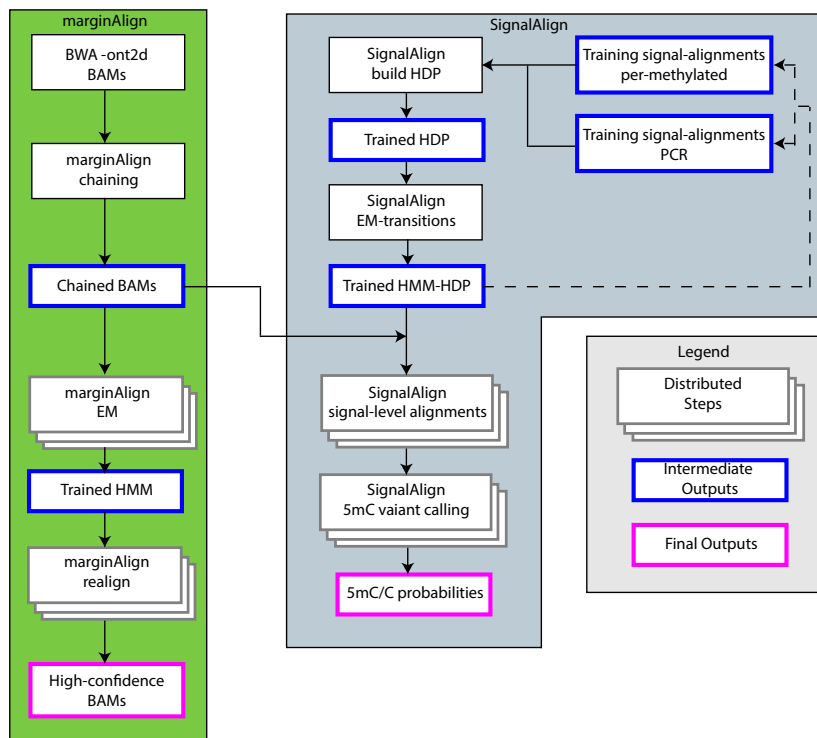 marginAlign
BWA -ont2d
BAMs
marginAlign
chaining
Chained BAMs
marginAlign
EM
Trained HMM
marginAlign
realign
High-confidence
BAMs
SignalAlign
SignalAlign
build HDP
Trained HDP
SignalAlign
EM-transitions
Trained HMM-HDP
SignalAlign
signal-level alignments
SignalAlign
5mC vaiant calling
5mC/C probabilities
Training signal-alignments
per-methylated
Training signal-alignments
PCR
Legend
Distributed
Steps
Intermediate
Outputs
Final Outputs